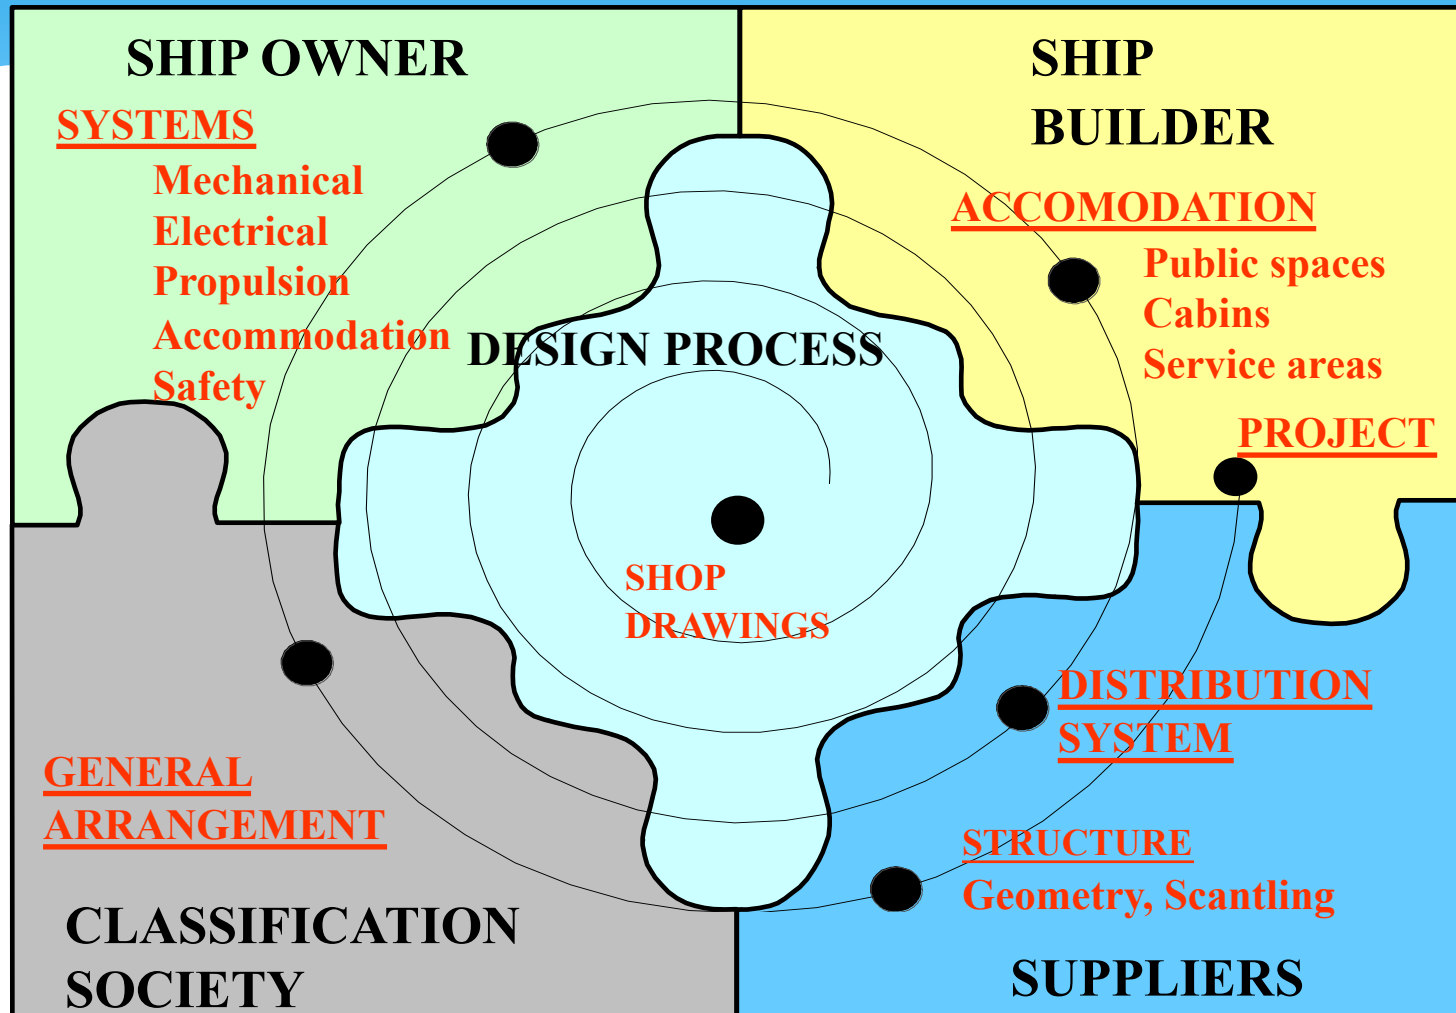 SHIP OWNER
SYSTEMS
Mechanical
Electrical
Propulsion
Accommodation
Safety
SHIP
BUILDER
ACCOMODATION
Public spaces
Cabins
Service areas
PROJECT
DESIGN PROCESS
SHOP
DRAWINGS
GENERAL
ARRANGEMENT
CLASSIFICATION
SOCIETY
DISTRIBUTION
SYSTEM
STRUCTURE
Geometry, Scantling
SUPPLIERS